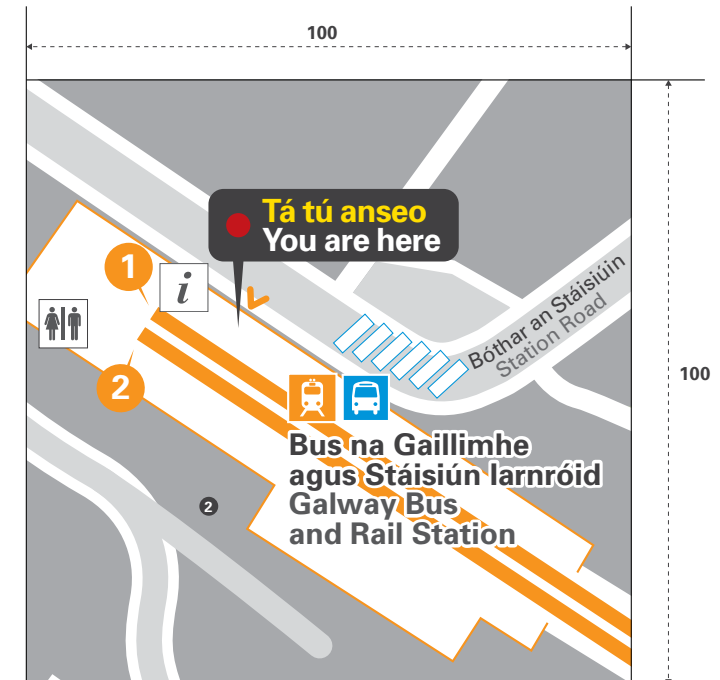 100
Tá tú anseo
You are here
1
i
Bóthar an Stáisiúin
Station Road
100
2
Bus na Gaillimhe
agus Stáisiún Iarnróid
Galway Bus
and Rail Station
2